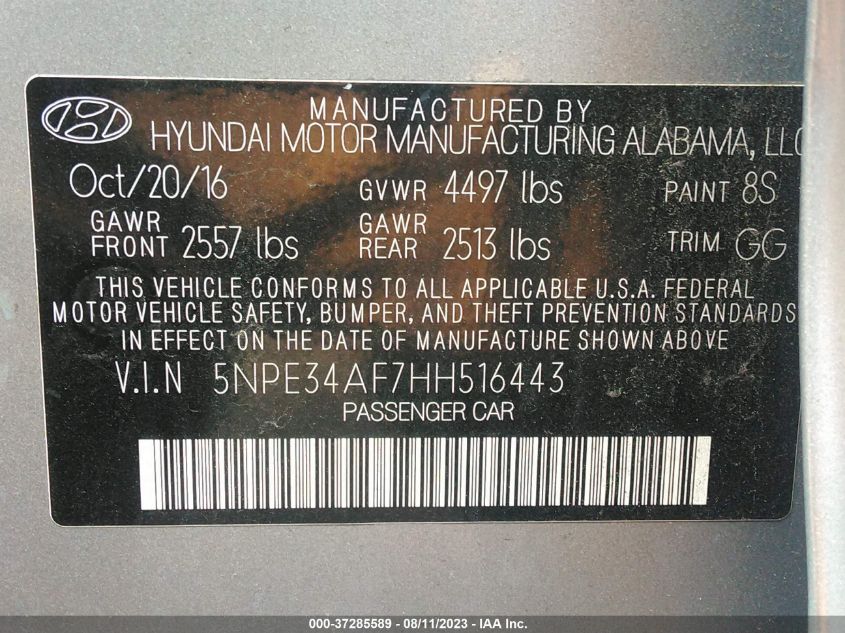 MANUFACTURED BY
HYUNDAI MOTOR MANUFACTURING ALABAMA, LLC
Oct/20/16 GVWR 4497 lbs PAINT 8S
GAWR FRONT 2557 lbs GAWR REAR 2513 lbs TRIM GG
THIS VEHICLE CONFORMS TO ALL APPLICABLE U.S.A. FEDERAL
MOTOR VEHICLE SAFETY, BUMPER, AND THEFT PREVENTION STANDARDS
IN EFFECT ON THE DATE OF MANUFACTURE SHOWN ABOVE
V.I.N 5NPE34AF7HH516443
PASSENGER CAR
000-37285589 - 08/11/2023 - IAA Inc.